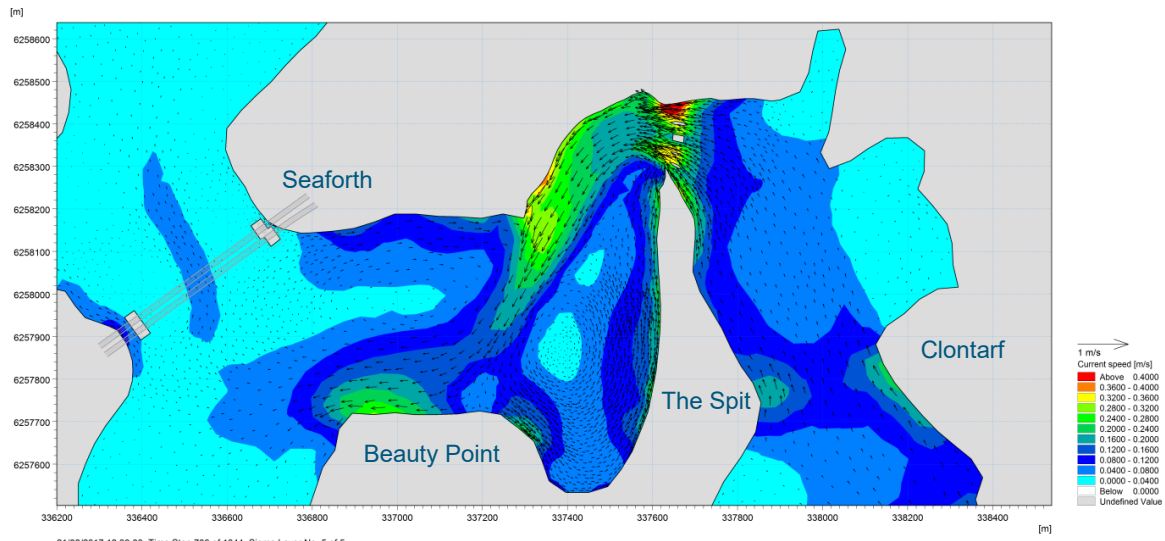 [m]
6258600
6258500
6258400
6258300
6258200
6258100
6258000
6257900
6257800
6257700
6257600
Seaforth
Clontarf
The Spit
Beauty Point
336200 336400 336600 336800 337000 337200 337400 337600 337800 338000 338200 338400
[m]
1 m/s
Current speed [m/s]
Above 0.4000
0.3600 - 0.4000
0.3200 - 0.3600
0.2800 - 0.3200
0.2400 - 0.2800
0.2000 - 0.2400
0.1600 - 0.2000
0.1200 - 0.1600
0.0800 - 0.1200
0.0400 - 0.0800
0.0000 - 0.0400
Below 0.0000
Undefined Value